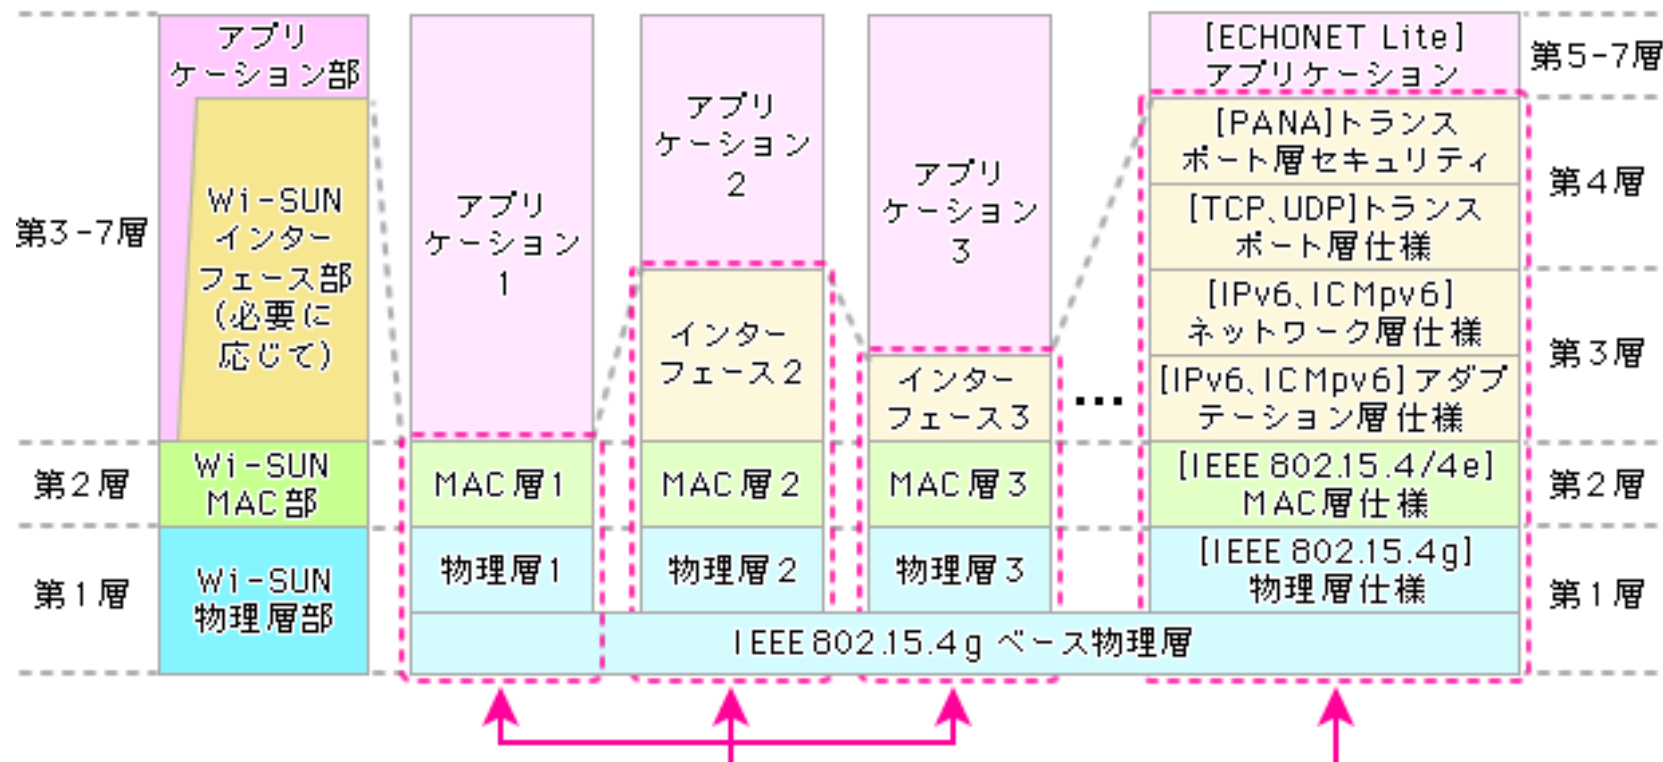 第3-7層
第2層
第1層
アプリ
ケーション部
Wi-SUN
インター
フェース部
(必要に
応じて)
Wi-SUN
MAC部
Wi-SUN
物理層部
アプリ
ケーション
1
MAC層1
物理層1
アプリ
ケーション
2
インター
フェース2
MAC層2
物理層2
アプリ
ケーション
3
インター
フェース3
MAC層3
物理層3
…
[ECHONET Lite]
アプリケーション
[PANA]トランス
ポート層セキュリティ
[TCP、UDP]トランス
ポート層仕様
[IPv6、ICMpv6]
ネットワーク層仕様
[IPv6、ICMpv6]アダプ
テーション層仕様
[IEEE 802.15.4/4e]
MAC層仕様
[IEEE 802.15.4g]
物理層仕様
IEEE802.15.4g ベース物理層
第5-7層
第4層
第3層
第2層
第1層